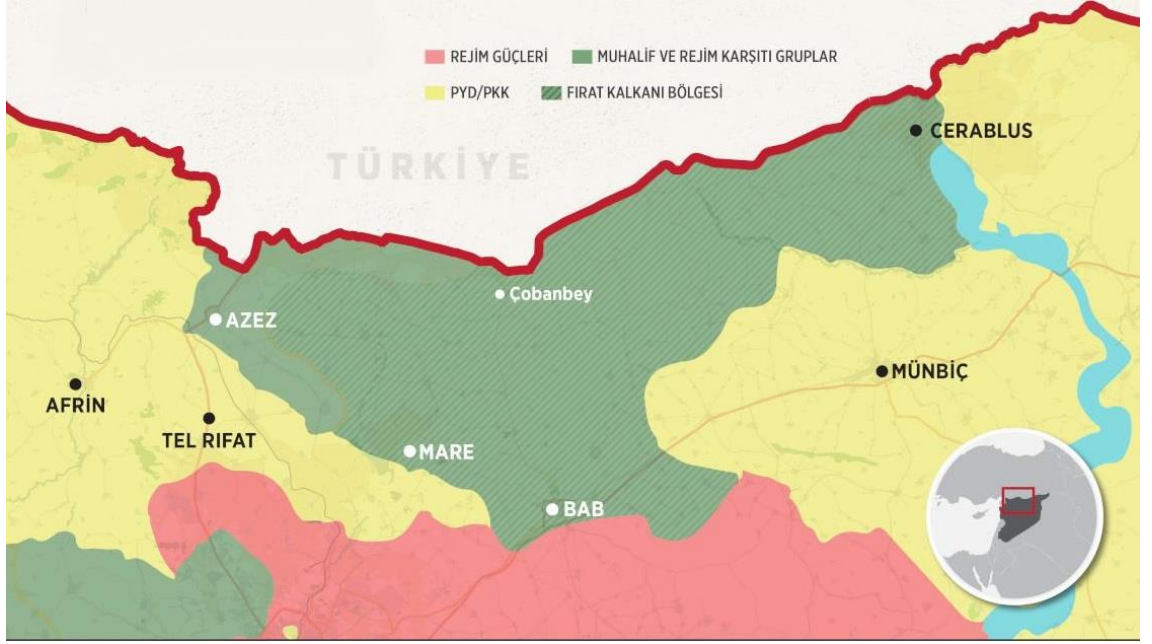 REJİM GÜÇLERİ
MUHALİF VE REJİM KARŞITI GRUPLAR
PYD/PKK
FIRAT KALKANI BÖLGESİ
TÜRKİYE
CERABLUS
Çobanbey
AZEZ
MÜNBİÇ
AFRİN
TEL RIFAT
MARE
BAB